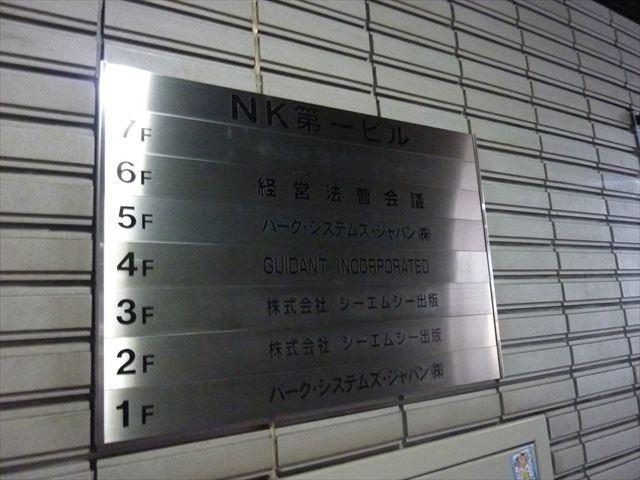 NK第一ビル
7F
6F 経営法曹会議
5F パーク・システムズ・ジャパン(株)
4F GUIDANT INCORPORATED
3F 株式会社 シーエムシー出版
2F 株式会社 シーエムシー出版
1F パーク・システムズ・ジャパン(株)